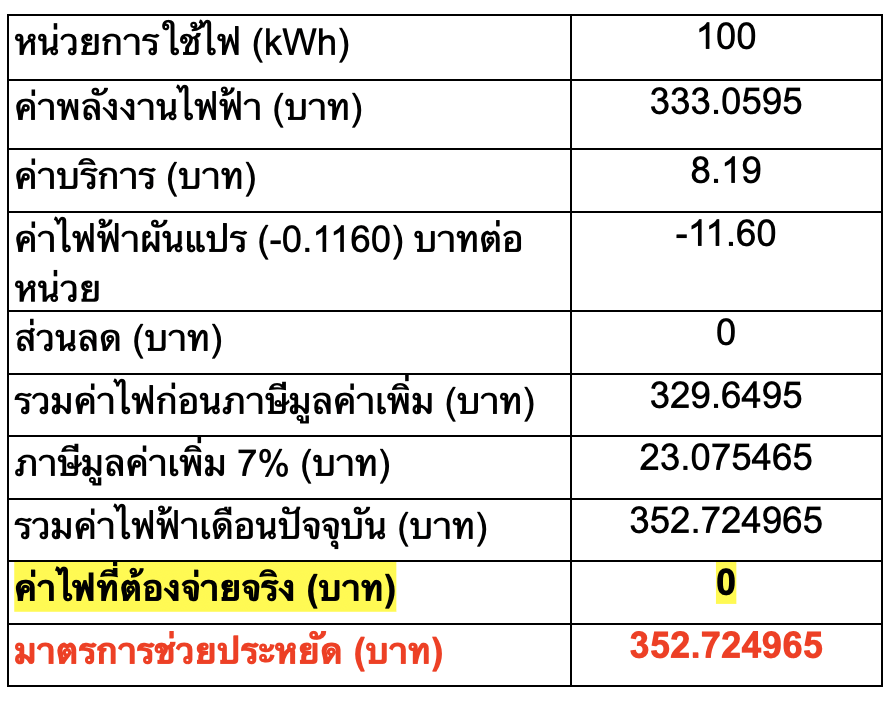 หน่วยการใช้ไฟ (kWh) 100
ค่าพลังงานไฟฟ้า (บาท) 333.0595
ค่าบริการ (บาท) 8.19
ค่าไฟฟ้าผันแปร (-0.1160) บาทต่อ -11.60
หน่วย
ส่วนลด (บาท) 0
รวมค่าไฟก่อนภาษีมูลค่าเพิ่ม (บาท) 329.6495
ภาษีมูลค่าเพิ่ม 7% (บาท) 23.075465
รวมค่าไฟฟ้าเดือนปัจจุบัน (บาท) 352.724965
ค่าไฟที่ต้องจ่ายจริง (บาท) 0
มาตรการช่วยประหยัด (บาท) 352.724965